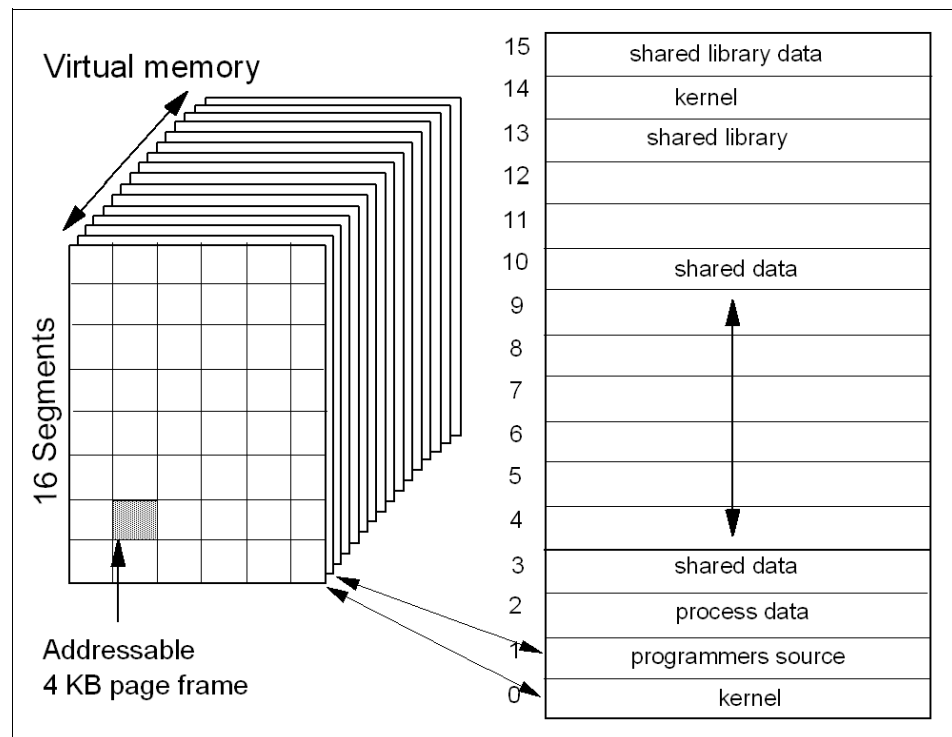 Virtual memory
16 Segments
Addressable
4 KB page frame
15 shared library data
14 kernel
13 shared library
12
11
10 shared data
9
8
7
6
5
4
3 shared data
2 process data
1 programmers source
0 kernel